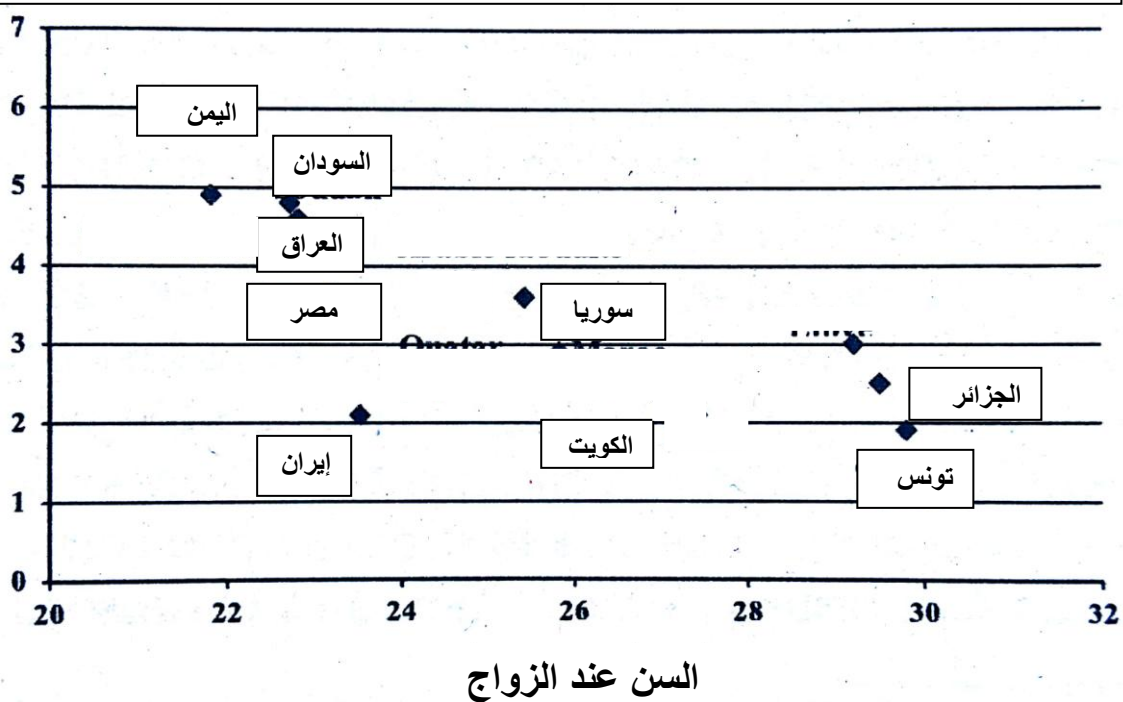 7
6
اليمن
السودان
5
العراق
4
مصر
سوريا
3
الجزائر
2
إيران
الكويت
تونس
1
0
20 22 24 26 28 30 32
السن عند الزواج